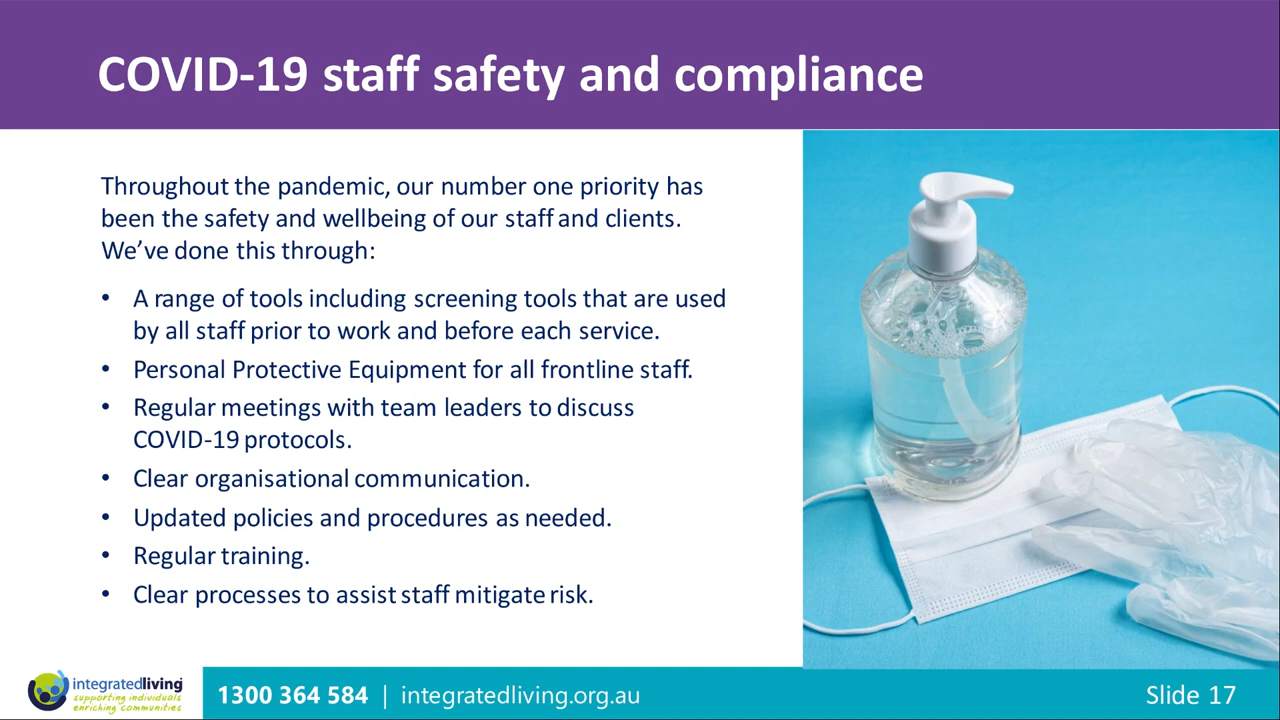 COVID-19 staff safety and compliance
Throughout the pandemic, our number one priority has
been the safety and wellbeing of our staff and clients.
We’ve done this through:
• A range of tools including screening tools that are used
by all staff prior to work and before each service.
• Personal Protective Equipment for all frontline staff.
• Regular meetings with team leaders to discuss
COVID-19 protocols.
• Clear organisational communication.
• Updated policies and procedures as needed.
• Regular training.
• Clear processes to assist staff mitigate risk.
integratedliving
supporting individuals
enriching communities
1300 364 584 | integratedliving.org.au
Slide 17